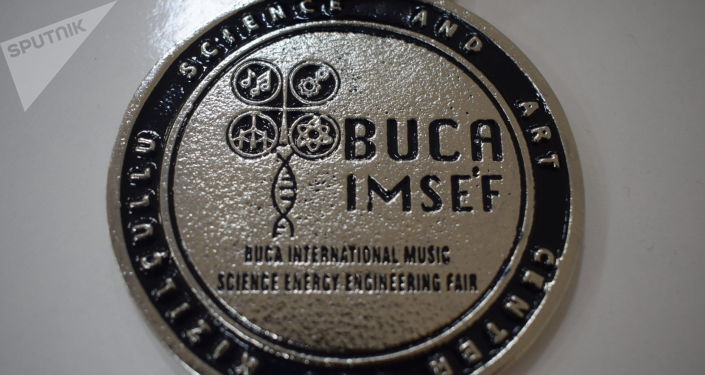 SPUTNIK
KIZILÇULLU SCIENCE AND ART CENTER
BUCA
IMSEF
BUCA INTERNATIONAL MUSIC
SCIENCE ENERGY ENGINEERING FAIR